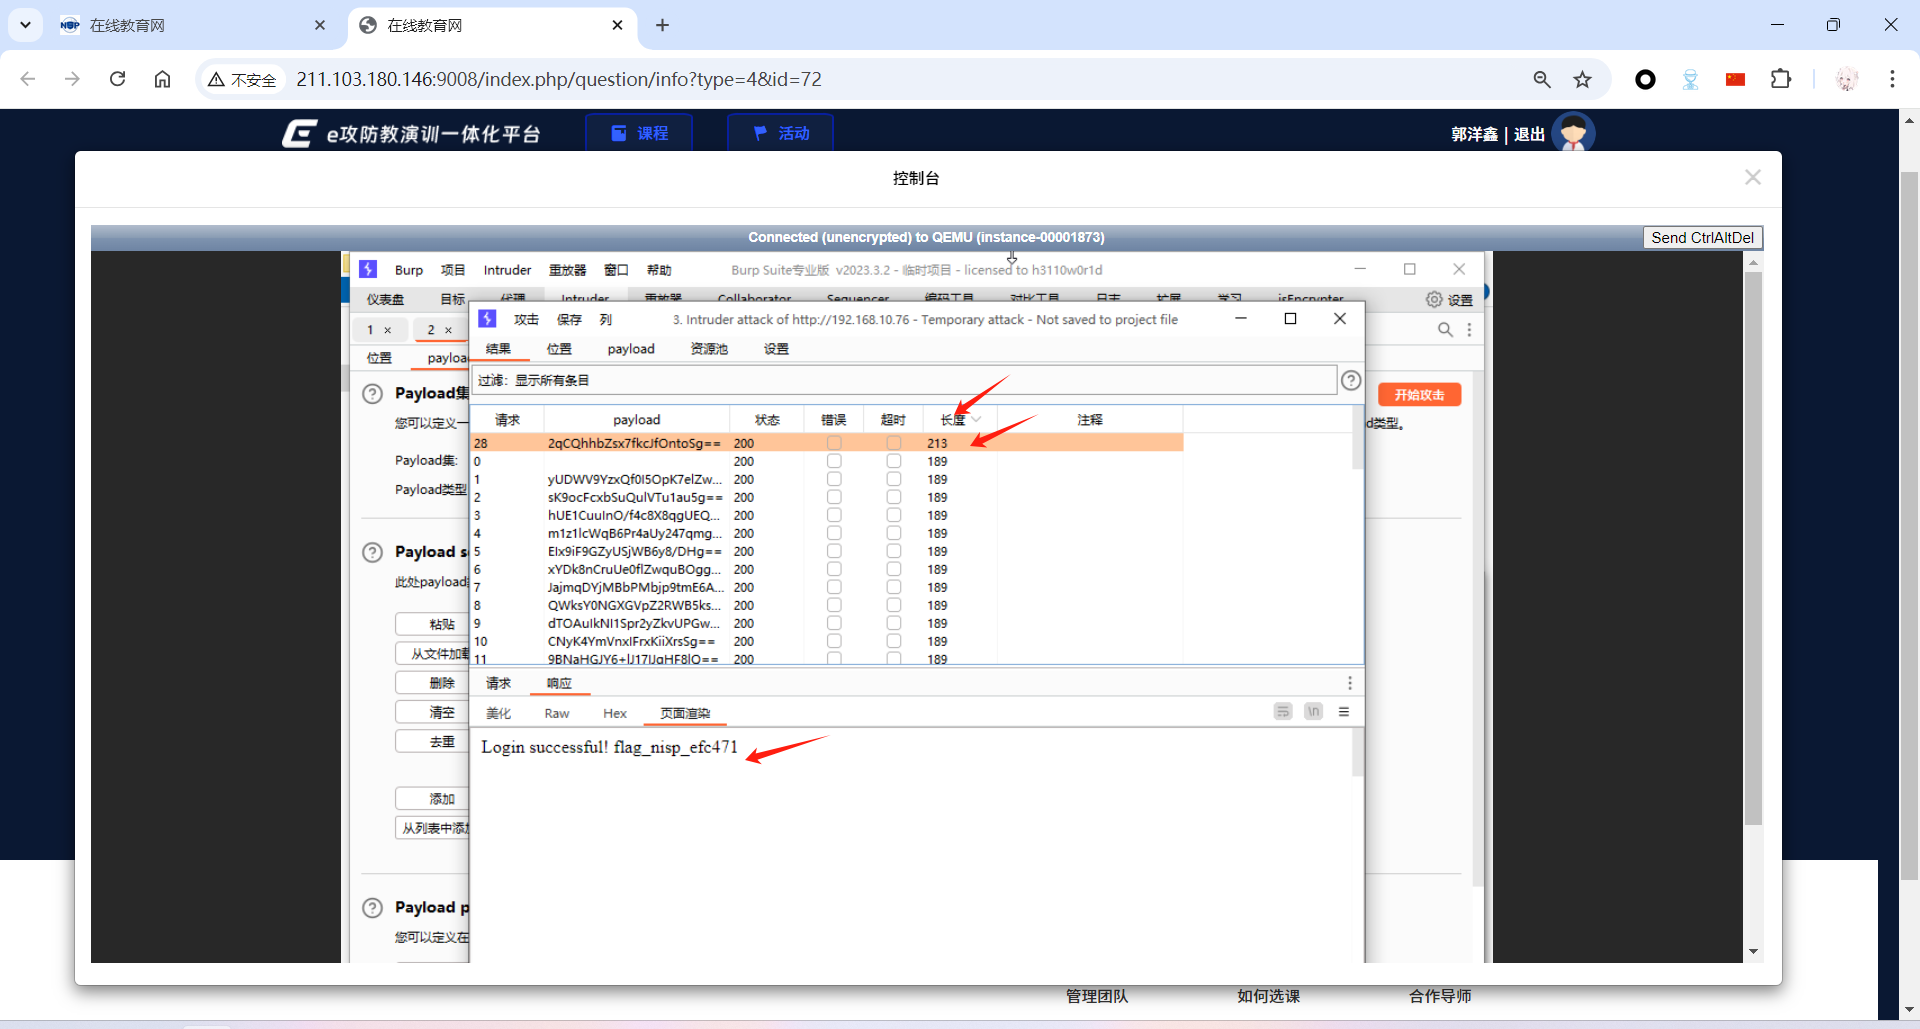 在线教育网
在线教育网
不安全
211.103.180.146:9008/index.php/question/info?type=4&id=72
e攻防教演训一体化平台
课程
活动
郭洋鑫 | 退出
控制台
Connected (unencrypted) to QEMU (instance-00001873)
Send CtrlAltDel
Burp 项目 Intruder 重放器 窗口 帮助
Burp Suite专业版 v2023.3.2 - 临时项目 - licensed to h3110w0r1d
仪表盘 目标 代理 Intruder 重放器 Collaborator Sequencer 编码工具 对比工具 日志 扩展 学习 jsEncrypter
设置
1 × 2 ×
攻击 保存 列
3. Intruder attack of http://192.168.10.76 - Temporary attack - Not saved to project file
位置 payloa
结果 位置 payload 资源池 设置
过滤：显示所有条目
Payload集
开始攻击
您可以定义一
d类型。
Payload集:
Payload类型
请求 payload 状态 错误 超时 长度 注释
28 2qCQhhbZsx7fkcJfOntoSg== 200 213
0 200 189
1 yUDWV9YzxQf0I5OpK7elZw... 200 189
2 sK9ocFcxbSuQulVTu1au5g== 200 189
3 hUE1CuuInO/f4c8X8qgUEQ... 200 189
4 m1z1lcWqB6Pr4aUy247qmg... 200 189
5 Elx9iF9GZyUSjWB6y8/DHg== 200 189
6 xYDk8nCruUe0flZwquBOgg... 200 189
7 JajmqDYjMBbPMbjp9tmE6A... 200 189
8 QWksY0NGXGVpZ2RWB5ks... 200 189
9 dTOAulkNI1Spr2yZkvUPGw... 200 189
10 CNyK4YmVnxIFrxKiiXrsSg== 200 189
11 9BNaHGJY6+lJ17lJqHF8lQ== 200 189
Payload s
此处payload
粘贴
从文件加载
删除
清空
去重
添加
从列表中添加
Payload p
您可以定义在
请求 响应
美化 Raw Hex 页面渲染
\n
Login successful! flag_nisp_efc471
管理团队
如何选课
合作导师